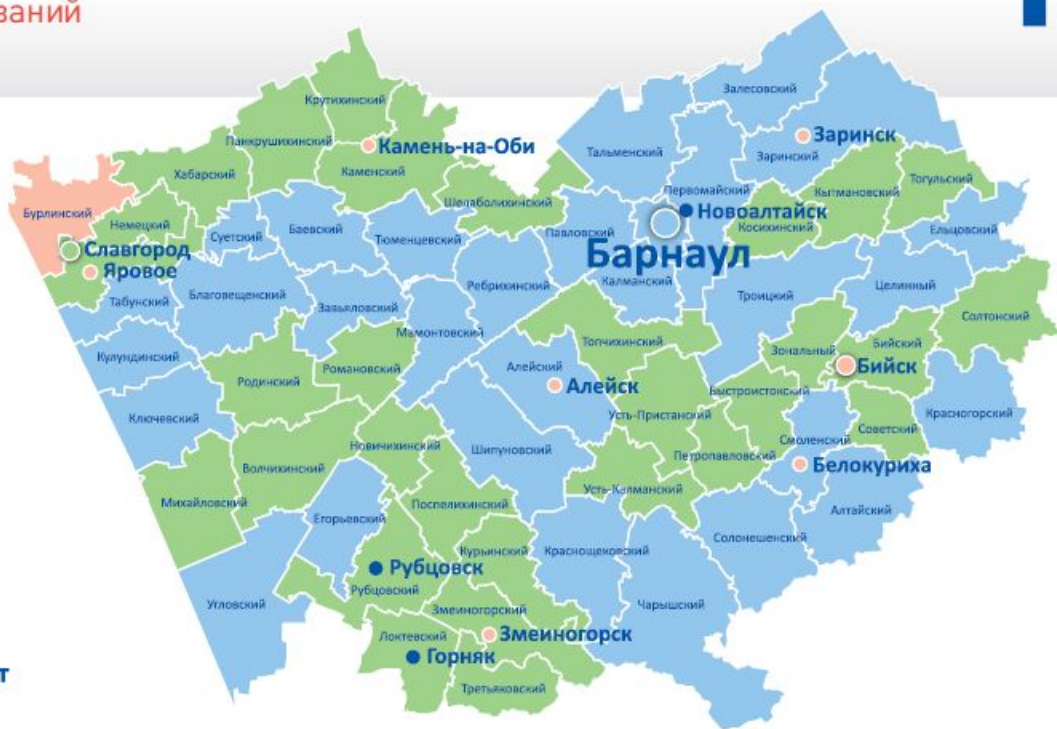 ваний
Залесовский
Крутихинский
Заринск
Панкрушихинский
Камень-на-Оби
Тальменский
Заринский
Хабарский
Каменский
Тогульский
Первомайский
Кытмановский
Шелаболихинский
Бурлинский
Новоалтайск
Немецкий
Косихинский
Баевский
Суетский
Тюменцевский
Павловский
Ельцовский
Славгород
Барнаул
Яровое
Ребрихинский
Калманский
Целинный
Благовещенский
Троицкий
Табунский
Завьяловский
Солтонский
Мамонтовский
Топчихинский
Бийский
Зональный
Кулундинский
Алейский
Бийск
Романовский
Родинский
Алейск
Быстроистокский
Красногорский
Усть-Пристанский
Ключевский
Советский
Смоленский
Новичихинский
Шипуновский
Петропавловский
Белокуриха
Волчихинский
Усть-Калманский
Михайловский
Поспелихинский
Алтайский
Егорьевский
Солонешенский
Курьинский
Краснощековский
Рубцовск
Рубцовский
Угловский
Чарышский
Змеиногорский
Локтевский
Змеиногорск
Горняк
т
Третьяковский